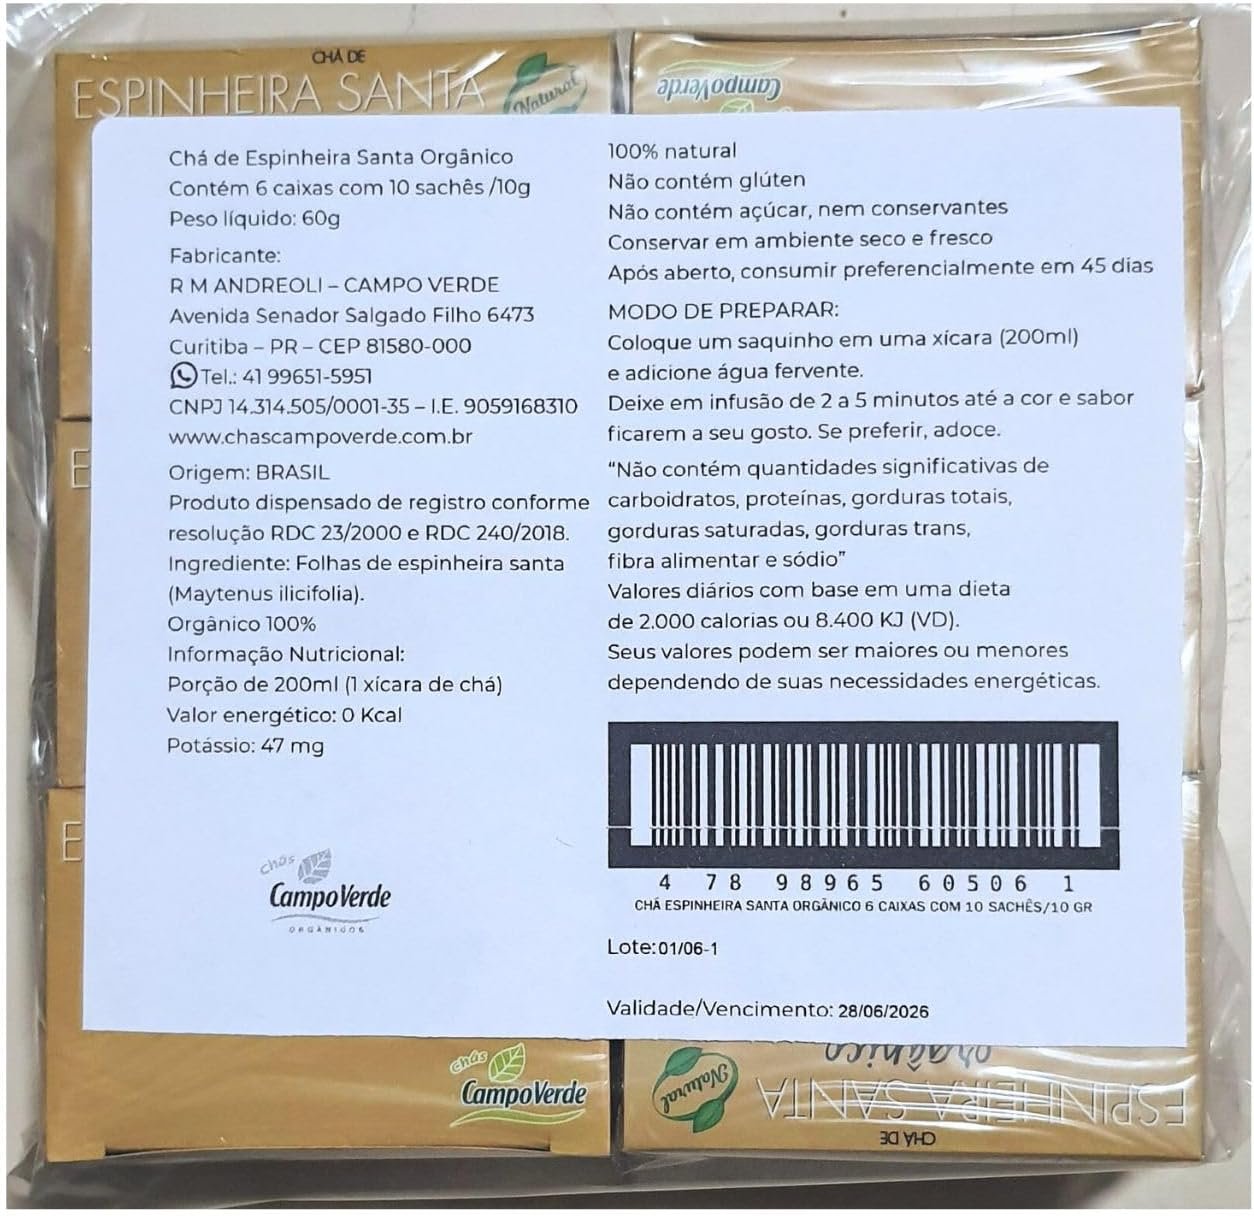 CHÁ DE
ESPINHEIRA SANTA
Natural
CampoVerde
Chá de Espinheira Santa Orgânico
Contém 6 caixas com 10 sachês /10g
Peso líquido: 60g
Fabricante:
R M ANDREOLI – CAMPO VERDE
Avenida Senador Salgado Filho 6473
Curitiba – PR – CEP 81580-000
Tel.: 41 99651-5951
CNPJ 14.314.505/0001-35 – I.E. 9059168310
www.chascampoverde.com.br
Origem: BRASIL
Produto dispensado de registro conforme
resolução RDC 23/2000 e RDC 240/2018.
Ingrediente: Folhas de espinheira santa
(Maytenus ilicifolia).
Orgânico 100%
Informação Nutricional:
Porção de 200ml (1 xícara de chá)
Valor energético: 0 Kcal
Potássio: 47 mg
chás
CampoVerde
ORGÂNICOS
100% natural
Não contém glúten
Não contém açúcar, nem conservantes
Conservar em ambiente seco e fresco
Após aberto, consumir preferencialmente em 45 dias
MODO DE PREPARAR:
Coloque um saquinho em uma xícara (200ml)
e adicione água fervente.
Deixe em infusão de 2 a 5 minutos até a cor e sabor
ficarem a seu gosto. Se preferir, adoce.
“Não contém quantidades significativas de
carboidratos, proteínas, gorduras totais,
gorduras saturadas, gorduras trans,
fibra alimentar e sódio”
Valores diários com base em uma dieta
de 2.000 calorias ou 8.400 KJ (VD).
Seus valores podem ser maiores ou menores
dependendo de suas necessidades energéticas.
4 78 98965 60506 1
CHÁ ESPINHEIRA SANTA ORGÂNICO 6 CAIXAS COM 10 SACHÊS/10 GR
Lote: 01/06-1
Validade/Vencimento: 28/06/2026
E
E
chás
CampoVerde
CHÁ DE
ESPINHEIRA SANTA
Natural
orgânico